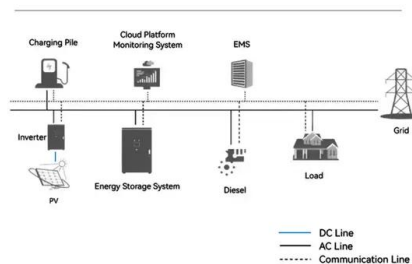 Charging Pile
Cloud Platform
Monitoring System
EMS
Grid
Inverter
PV
Energy Storage System
Diesel
Load
DC Line
AC Line
Communication Line